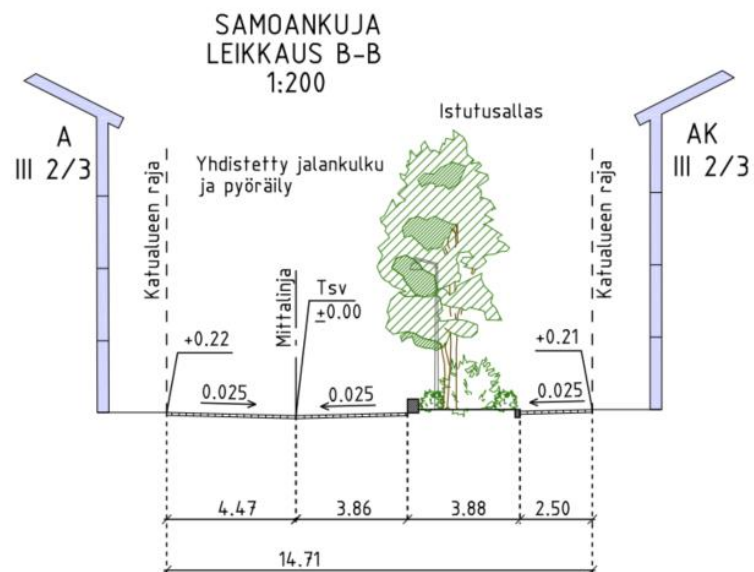 SAMOANKUJA
LEIKKAUS B-B
1:200
Istutusallas
A
III 2/3
AK
III 2/3
Yhdistetty jalankulku
ja pyöräily
Katualueen raja
Mittalinja
Katualueen raja
Tsv
±0.00
+0.22
+0.21
0.025
0.025
0.025
4.47
3.86
3.88
2.50
14.71